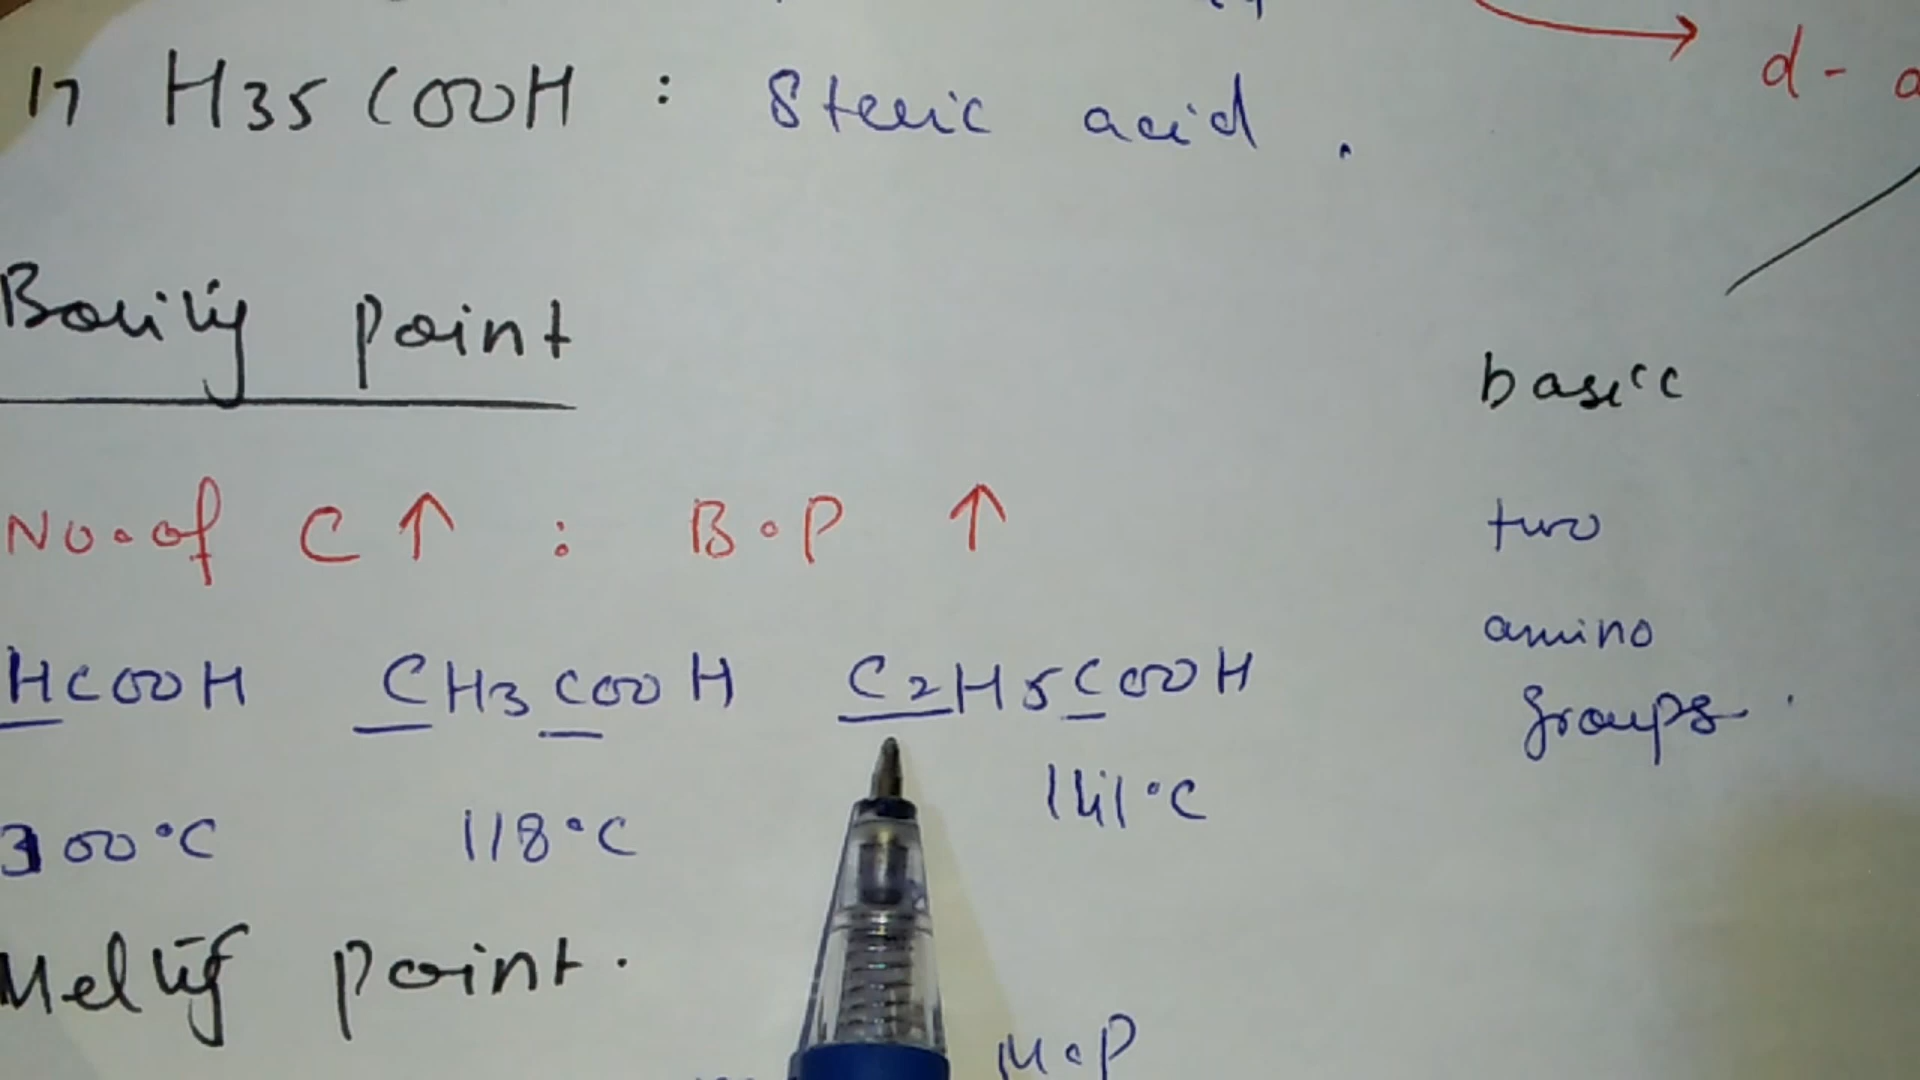 17 H35 COOH : Steric acid .
d - a
Boiling point
basic
No. of C ↑ : B.P ↑
two
amino
groups .
HCOOH CH3 COOH C2H5COOH
141°C
100°C 118°C
Melting point.
M.P